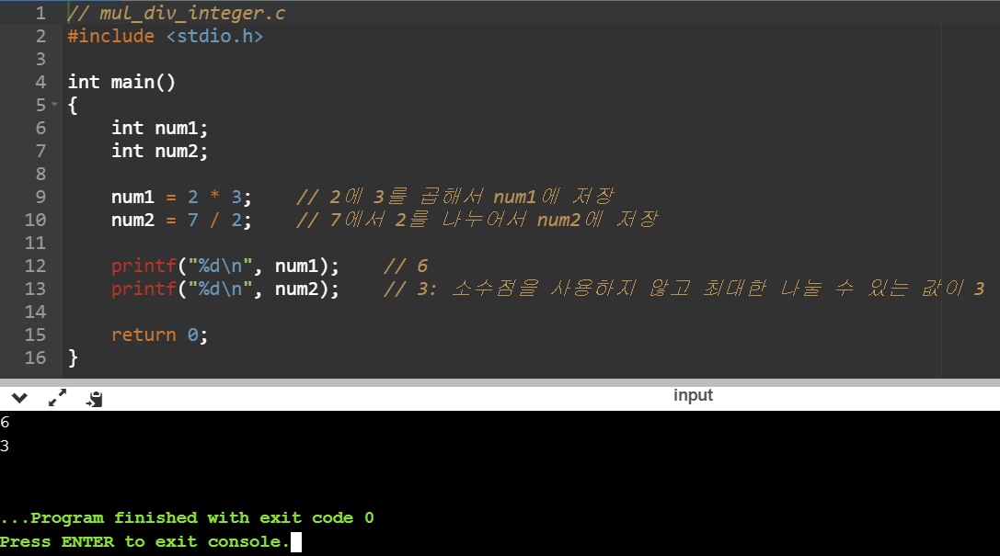 1 // mul_div_integer.c
2 #include <stdio.h>
3
4 int main()
5 {
6     int num1;
7     int num2;
8
9     num1 = 2 * 3;    // 2에 3를 곱해서 num1에 저장
10     num2 = 7 / 2;    // 7에서 2를 나누어서 num2에 저장
11
12     printf("%d\n", num1);    // 6
13     printf("%d\n", num2);    // 3: 소수점을 사용하지 않고 최대한 나눌 수 있는 값이 3
14
15     return 0;
16 }
input
6
3
...Program finished with exit code 0
Press ENTER to exit console.